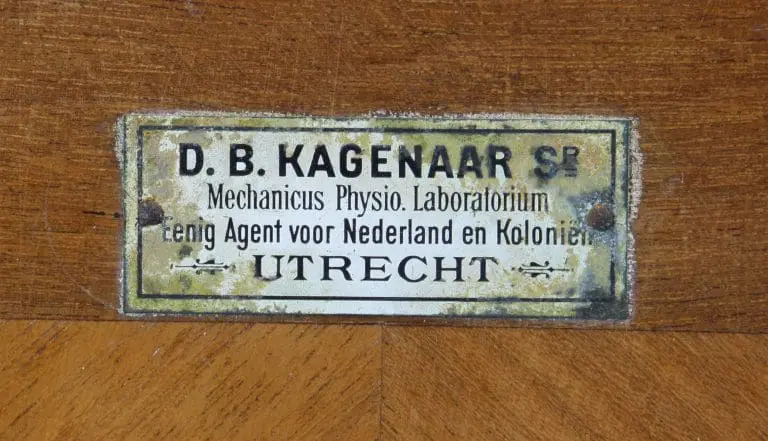 D. B. KAGENAAR SR
Mechanicus Physio. Laboratorium
Eenig Agent voor Nederland en Koloniën
UTRECHT